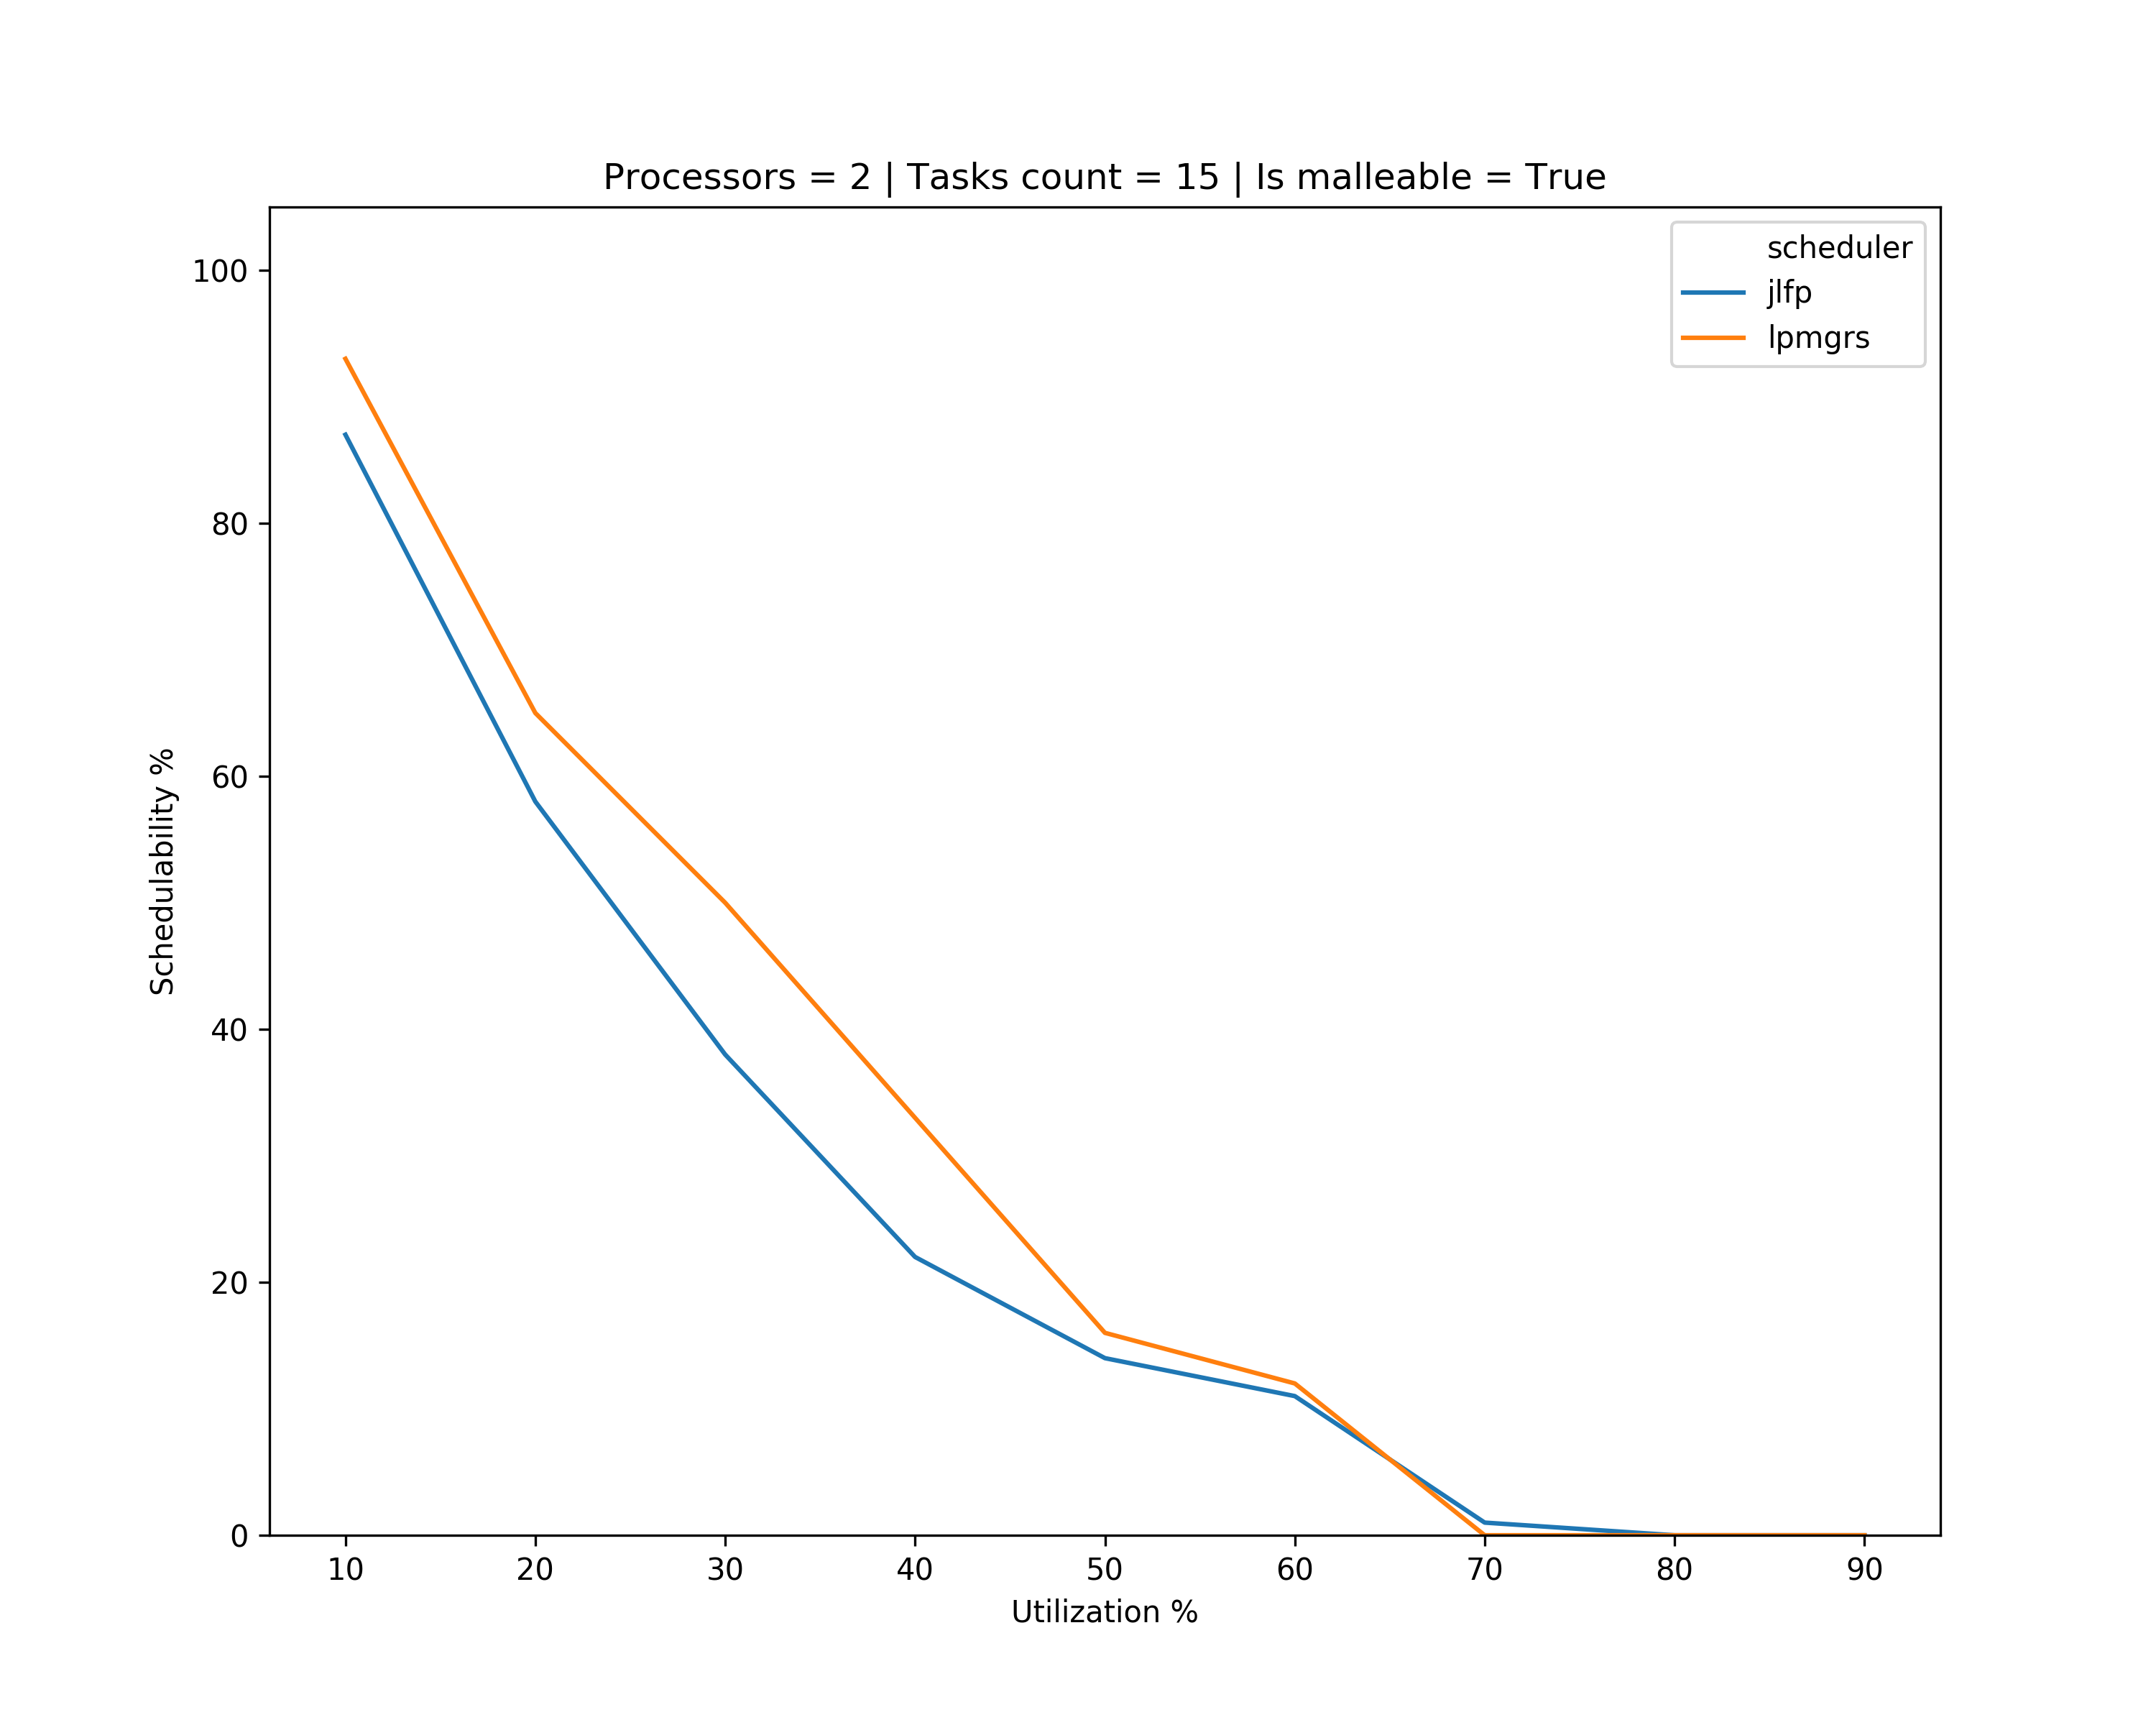 Processors = 2 | Tasks count = 15 | Is malleable = True
scheduler
jlfp
lpmgrs
100
80
60
40
20
0
Schedulability %
10 20 30 40 50 60 70 80 90
Utilization %